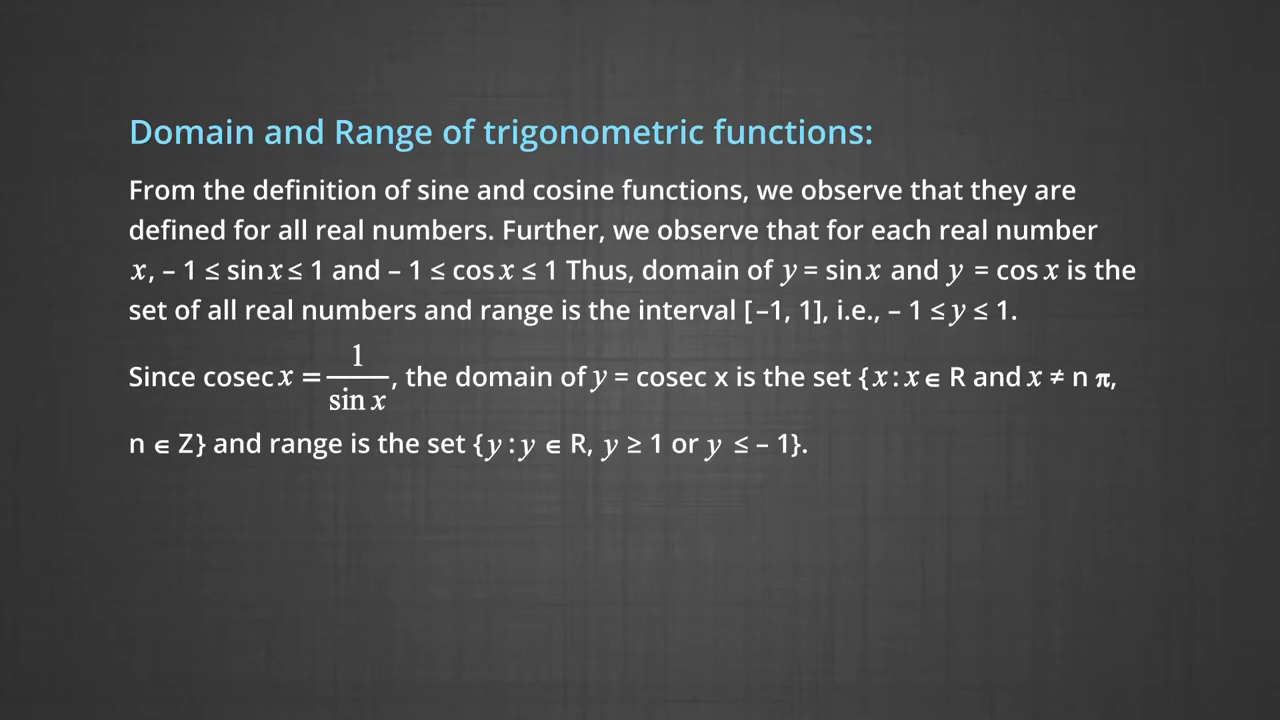 Domain and Range of trigonometric functions:
From the definition of sine and cosine functions, we observe that they are
defined for all real numbers. Further, we observe that for each real number
x, – 1 ≤ sin x ≤ 1 and – 1 ≤ cos x ≤ 1 Thus, domain of y = sin x and y = cos x is the
set of all real numbers and range is the interval [–1, 1], i.e., – 1 ≤ y ≤ 1.
Since cosec x = 1/sin x, the domain of y = cosec x is the set {x : x ∈ R and x ≠ n π,
n ∈ Z} and range is the set {y : y ∈ R, y ≥ 1 or y ≤ – 1}.